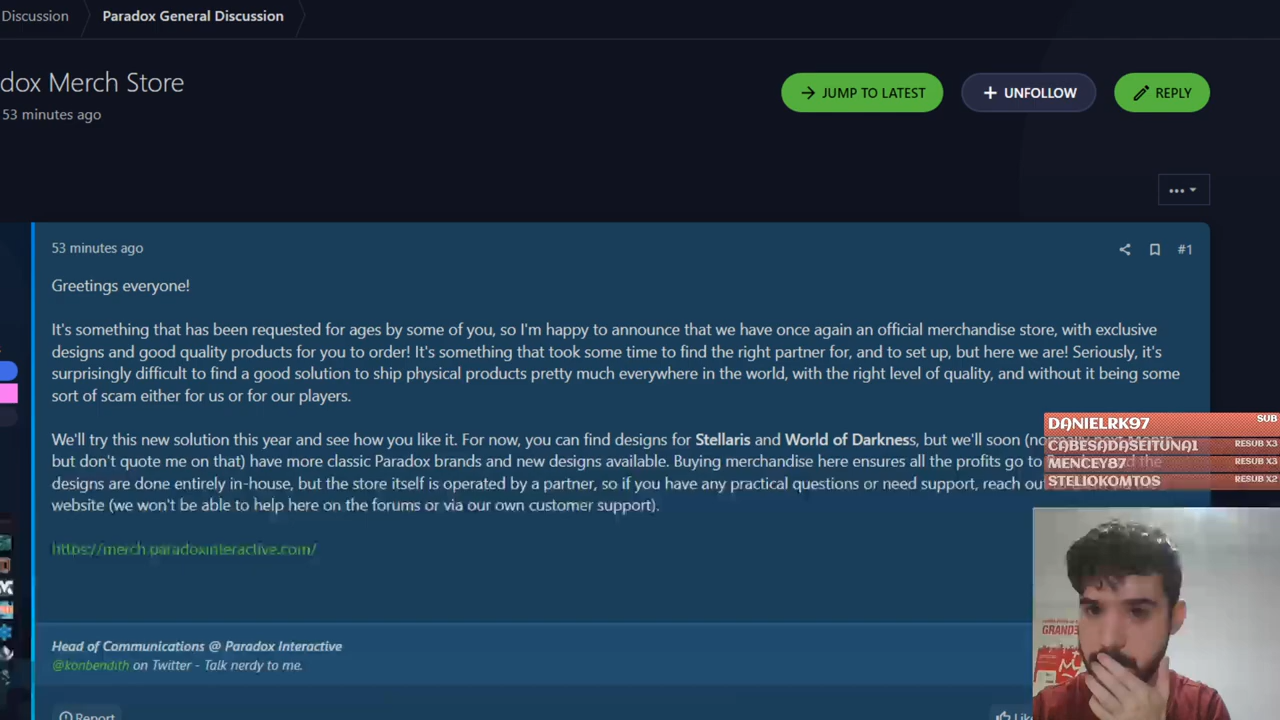 Discussion
Paradox General Discussion
dox Merch Store
53 minutes ago
JUMP TO LATEST
UNFOLLOW
REPLY
53 minutes ago
#1
Greetings everyone!
It's something that has been requested for ages by some of you, so I'm happy to announce that we have once again an official merchandise store, with exclusive
designs and good quality products for you to order! It's something that took some time to find the right partner for, and to set up, but here we are! Seriously, it's
surprisingly difficult to find a good solution to ship physical products pretty much everywhere in the world, with the right level of quality, and without it being some
sort of scam either for us or for our players.
We'll try this new solution this year and see how you like it. For now, you can find designs for Stellaris and World of Darkness, but we'll soon
but don't quote me on that) have more classic Paradox brands and new designs available. Buying merchandise here ensures all the profits go to
designs are done entirely in-house, but the store itself is operated by a partner, so if you have any practical questions or need support, reach
website (we won't be able to help here on the forums or via our own customer support).
https://merch.paradoxinteractive.com/
DANIELRK97 SUB
CABESADASEITUNA1 RESUB X3
MENCEY87 RESUB X3
STELIOKOMTOS RESUB X2
GRANDE
Head of Communications @ Paradox Interactive
@konbendith on Twitter - Talk nerdy to me.
Report